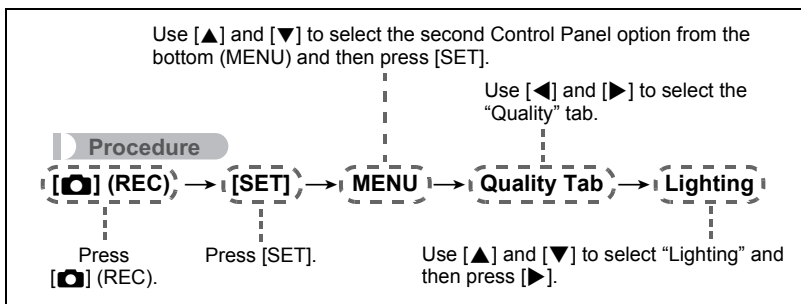 Use [▲] and [▼] to select the second Control Panel option from the
bottom (MENU) and then press [SET].
Use [◀] and [▶] to select the
“Quality” tab.
Procedure
[📷] (REC) → [SET] → MENU → Quality Tab → Lighting
Press
[📷] (REC).
Press [SET].
Use [▲] and [▼] to select “Lighting” and
then press [▶].